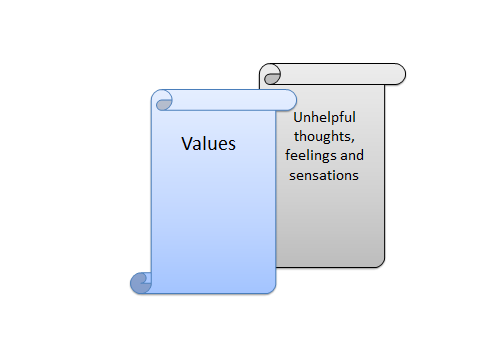 Values
Unhelpful
thoughts,
feelings and
sensations